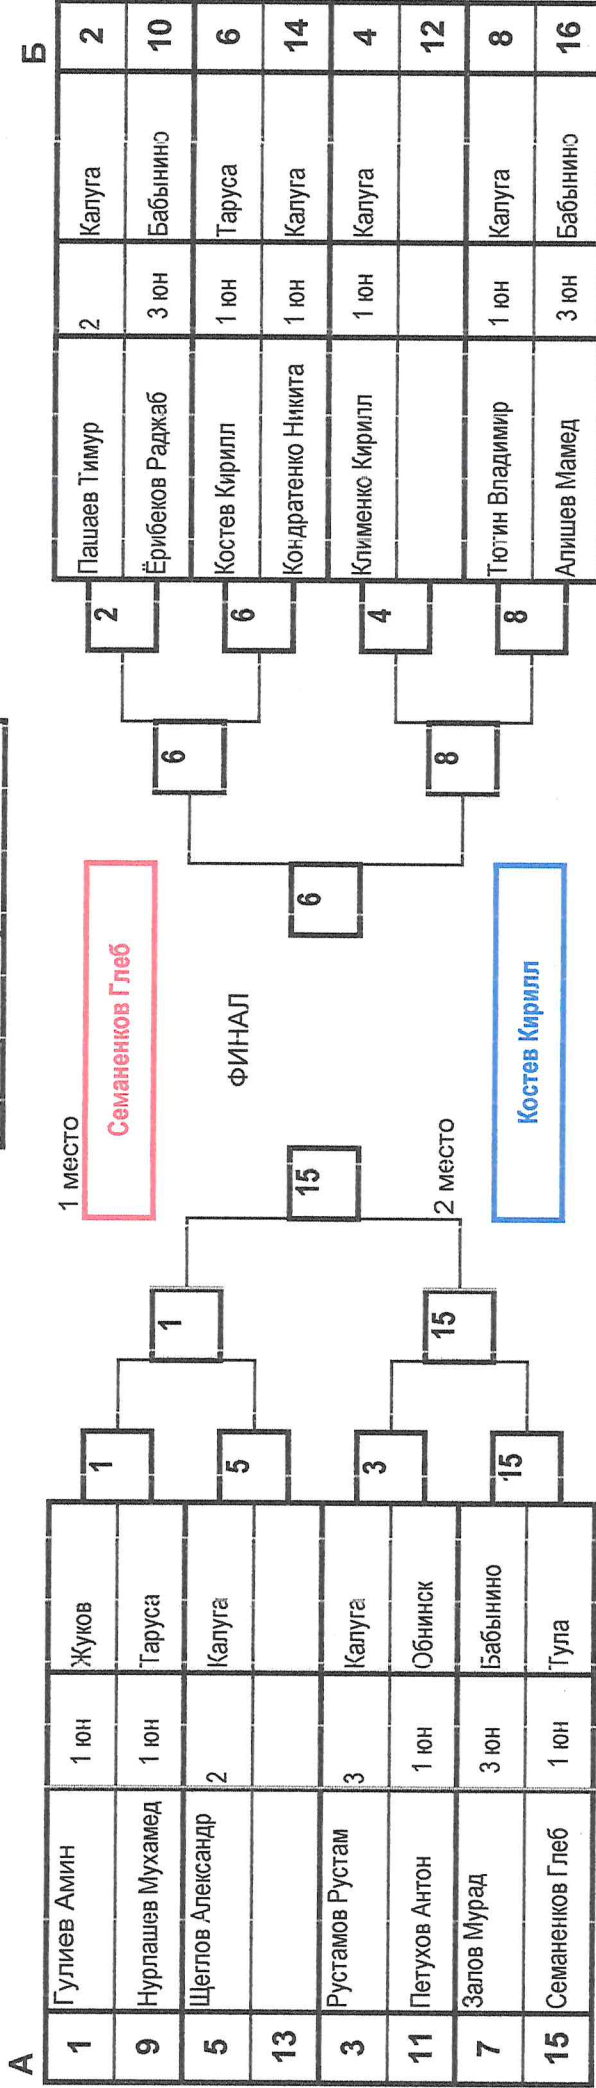 А
1 Гулиев Амин 1 юн Жуков
9 Нурлашев Мухамед 1 юн Таруса
5 Щеглов Александр 2 Калуга
13
3 Рустамов Рустам 3 Калуга
11 Петухов Антон 1 юн Обнинск
7 Залов Мурад 3 юн Бабынино
15 Семаненков Глеб 1 юн Тула
1
5
3
15
1
15
15
1 место
Семаненков Глеб
ФИНАЛ
2 место
Костев Кирилл
6
6
8
2
6
4
8
Б
Пашаев Тимур 2 Калуга 2
Ёрибеков Раджаб 3 юн Бабынино 10
Костев Кирилл 1 юн Таруса 6
Кондратенко Никита 1 юн Калуга 14
Клименко Кирилл 1 юн Калуга 4
12
Тютин Владимир 1 юн Калуга 8
Алишев Мамед 3 юн Бабынино 16